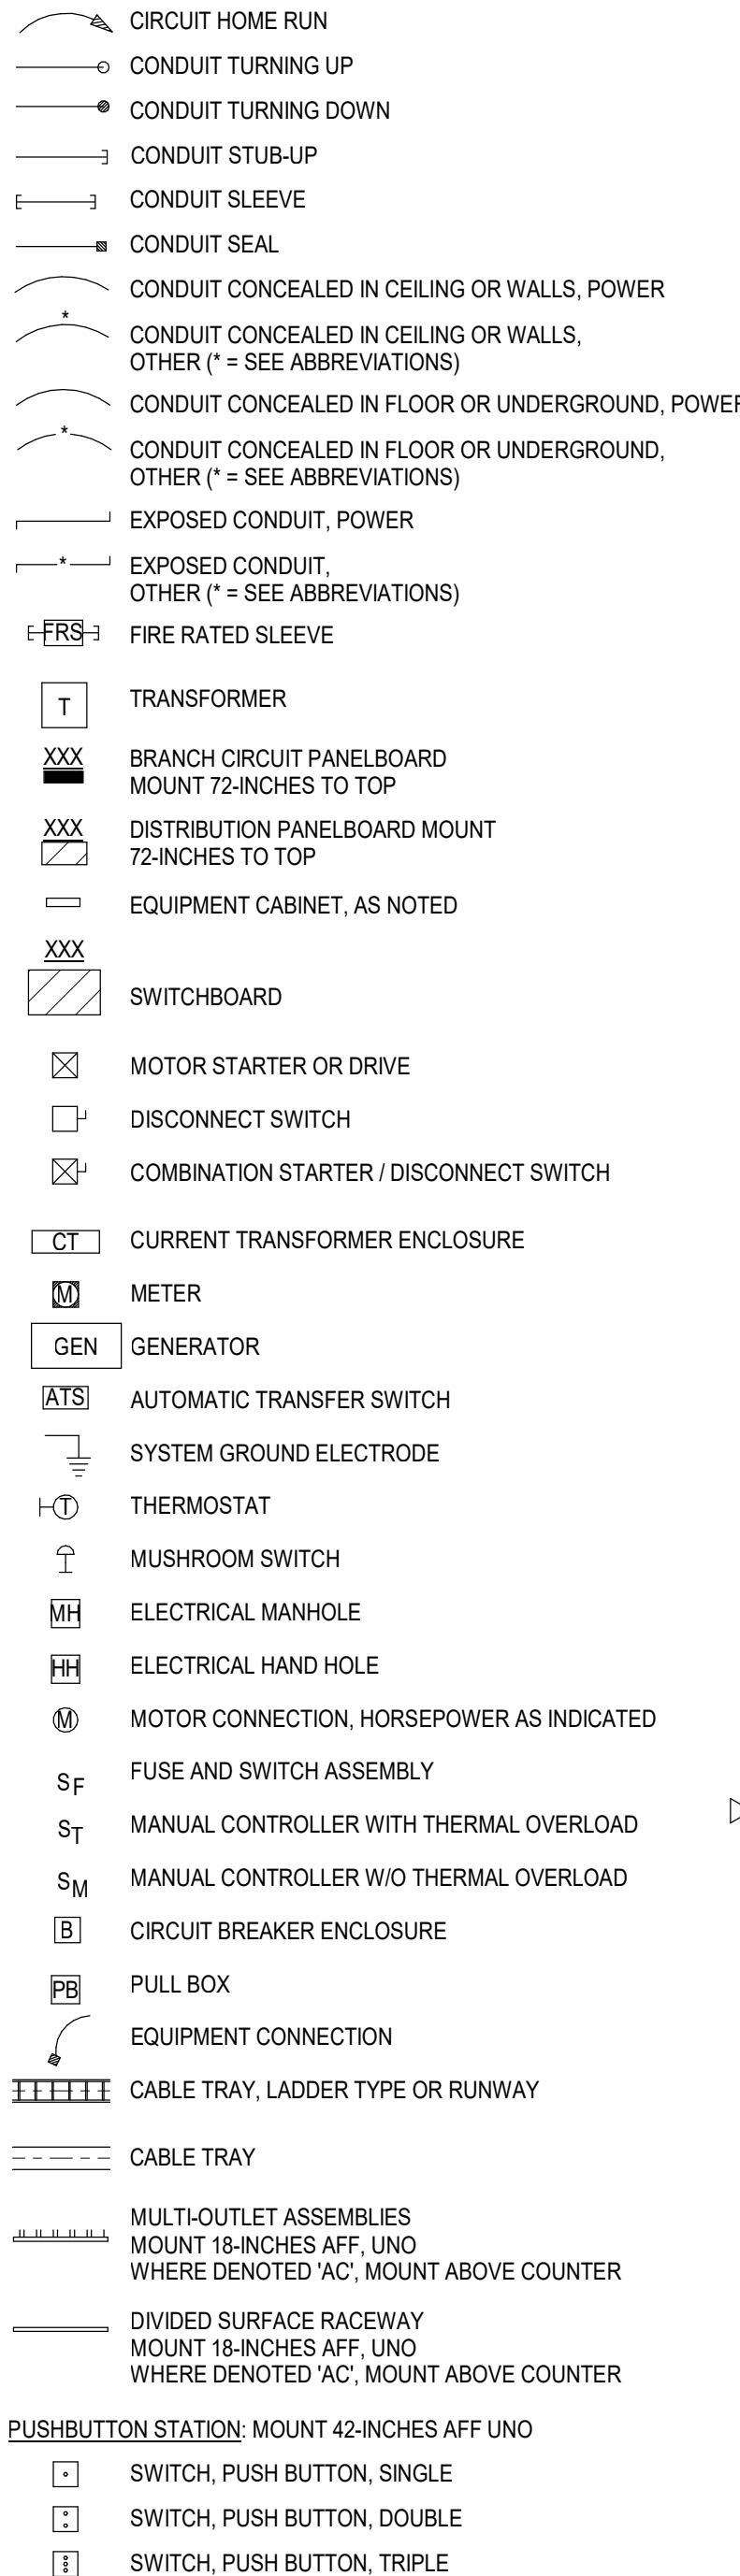 CIRCUIT HOME RUN
CONDUIT TURNING UP
CONDUIT TURNING DOWN
CONDUIT STUB-UP
CONDUIT SLEEVE
CONDUIT SEAL
CONDUIT CONCEALED IN CEILING OR WALLS, POWER
*
CONDUIT CONCEALED IN CEILING OR WALLS,
OTHER (* = SEE ABBREVIATIONS)
CONDUIT CONCEALED IN FLOOR OR UNDERGROUND, POWER
* CONDUIT CONCEALED IN FLOOR OR UNDERGROUND,
OTHER (* = SEE ABBREVIATIONS)
EXPOSED CONDUIT, POWER
* EXPOSED CONDUIT,
OTHER (* = SEE ABBREVIATIONS)
FRS FIRE RATED SLEEVE
T TRANSFORMER
XXX BRANCH CIRCUIT PANELBOARD
MOUNT 72-INCHES TO TOP
XXX DISTRIBUTION PANELBOARD MOUNT
72-INCHES TO TOP
EQUIPMENT CABINET, AS NOTED
XXX
SWITCHBOARD
MOTOR STARTER OR DRIVE
DISCONNECT SWITCH
COMBINATION STARTER / DISCONNECT SWITCH
CT CURRENT TRANSFORMER ENCLOSURE
M METER
GEN GENERATOR
ATS AUTOMATIC TRANSFER SWITCH
SYSTEM GROUND ELECTRODE
T THERMOSTAT
MUSHROOM SWITCH
MH ELECTRICAL MANHOLE
HH ELECTRICAL HAND HOLE
M MOTOR CONNECTION, HORSEPOWER AS INDICATED
SF FUSE AND SWITCH ASSEMBLY
ST MANUAL CONTROLLER WITH THERMAL OVERLOAD
SM MANUAL CONTROLLER W/O THERMAL OVERLOAD
B CIRCUIT BREAKER ENCLOSURE
PB PULL BOX
EQUIPMENT CONNECTION
CABLE TRAY, LADDER TYPE OR RUNWAY
CABLE TRAY
MULTI-OUTLET ASSEMBLIES
MOUNT 18-INCHES AFF, UNO
WHERE DENOTED 'AC', MOUNT ABOVE COUNTER
DIVIDED SURFACE RACEWAY
MOUNT 18-INCHES AFF, UNO
WHERE DENOTED 'AC', MOUNT ABOVE COUNTER
PUSHBUTTON STATION: MOUNT 42-INCHES AFF UNO
SWITCH, PUSH BUTTON, SINGLE
SWITCH, PUSH BUTTON, DOUBLE
SWITCH, PUSH BUTTON, TRIPLE